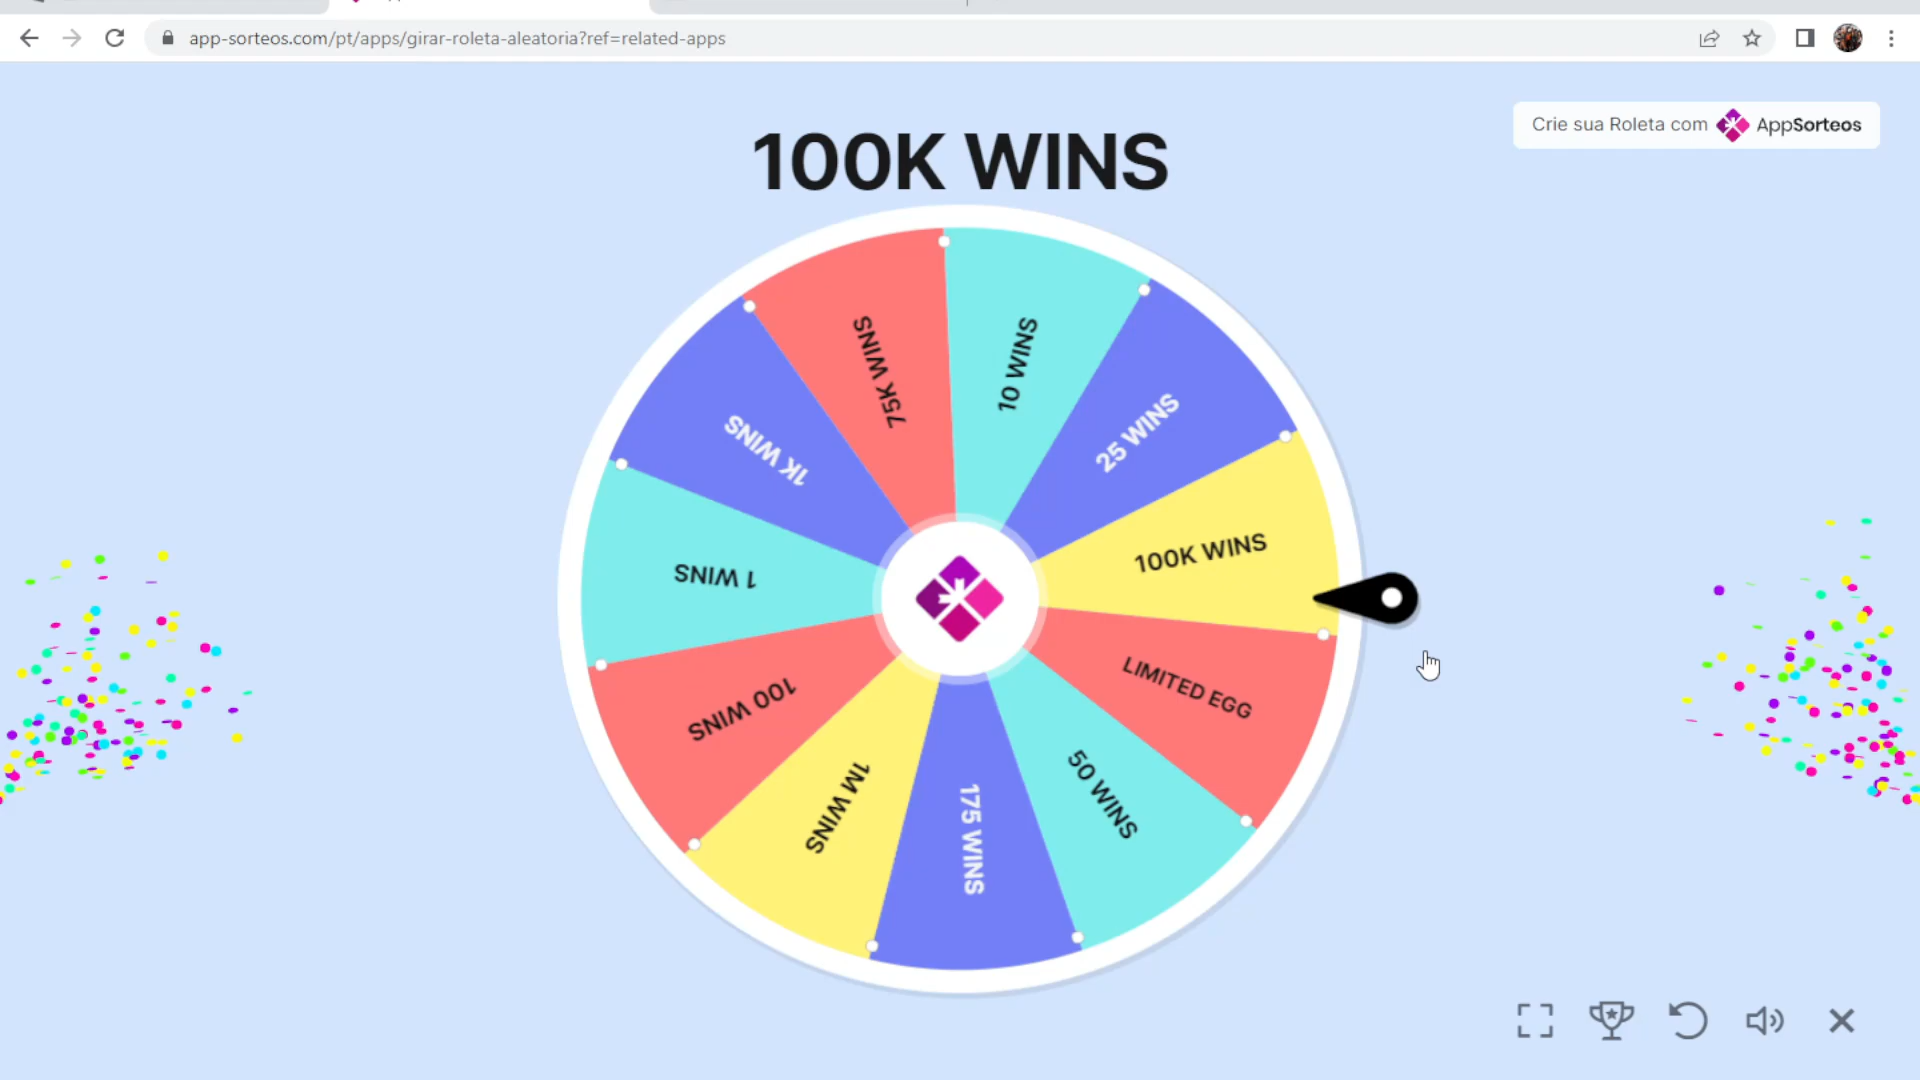 app-sorteos.com/pt/apps/girar-roleta-aleatoria?ref=related-apps
Crie sua Roleta com AppSorteos
100K WINS
10 WINS
25 WINS
100K WINS
LIMITED EGG
50 WINS
175 WINS
1M WINS
100 WINS
1 WINS
1K WINS
75K WINS